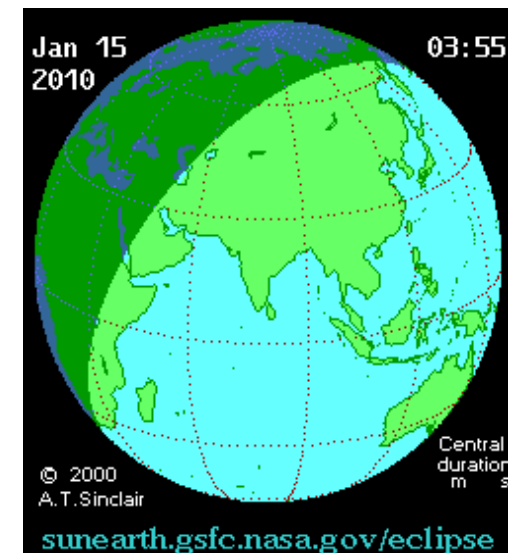 Jan 15 03:55
2010
Central
duration
m s
© 2000
A.T.Sinclair
sunearth.gsfc.nasa.gov/eclipse